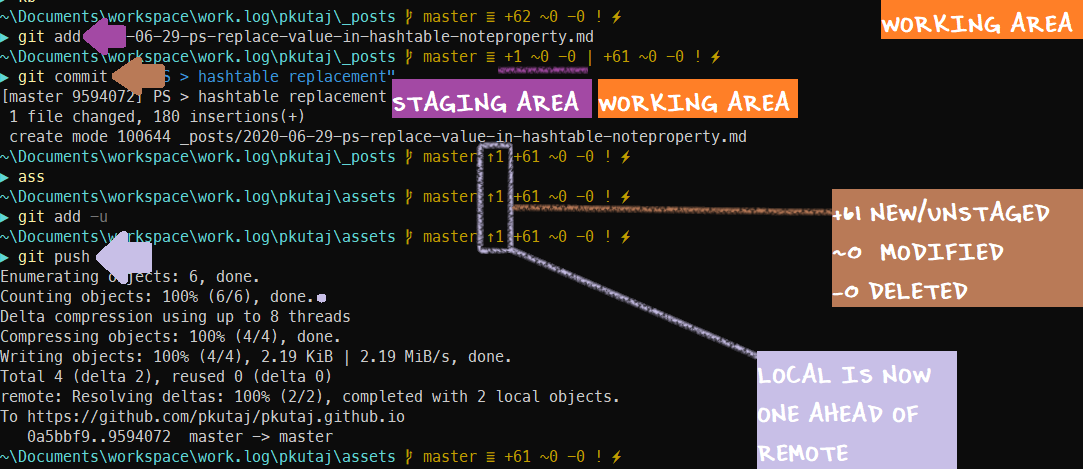 ~\Documents\workspace\work.log\pkutaj\_posts master ≡ +62 ~0 -0 ! ⚡
WORKING AREA
▶ git add -06-29-ps-replace-value-in-hashtable-noteproperty.md
~\Documents\workspace\work.log\pkutaj\_posts master ≡ +1 ~0 -0 | +61 ~0 -0 ! ⚡
▶ git commit S > hashtable replacement"
[master 9594072] PS > hashtable replacement
STAGING AREA
WORKING AREA
1 file changed, 180 insertions(+)
create mode 100644 _posts/2020-06-29-ps-replace-value-in-hashtable-noteproperty.md
~\Documents\workspace\work.log\pkutaj\_posts master ↑1 +61 ~0 -0 ! ⚡
▶ ass
~\Documents\workspace\work.log\pkutaj\assets master ↑1 +61 ~0 -0 ! ⚡
▶ git add -u
~\Documents\workspace\work.log\pkutaj\assets master ↑1 +61 ~0 -0 ! ⚡
+61 NEW/UNSTAGED
~0 MODIFIED
-0 DELETED
▶ git push
Enumerating objects: 6, done.
Counting objects: 100% (6/6), done.
Delta compression using up to 8 threads
Compressing objects: 100% (4/4), done.
Writing objects: 100% (4/4), 2.19 KiB | 2.19 MiB/s, done.
Total 4 (delta 2), reused 0 (delta 0)
remote: Resolving deltas: 100% (2/2), completed with 2 local objects.
To https://github.com/pkutaj/pkutaj.github.io
0a5bbf9..9594072 master -> master
LOCAL IS NOW
ONE AHEAD OF
REMOTE
~\Documents\workspace\work.log\pkutaj\assets master ≡ +61 ~0 -0 ! ⚡